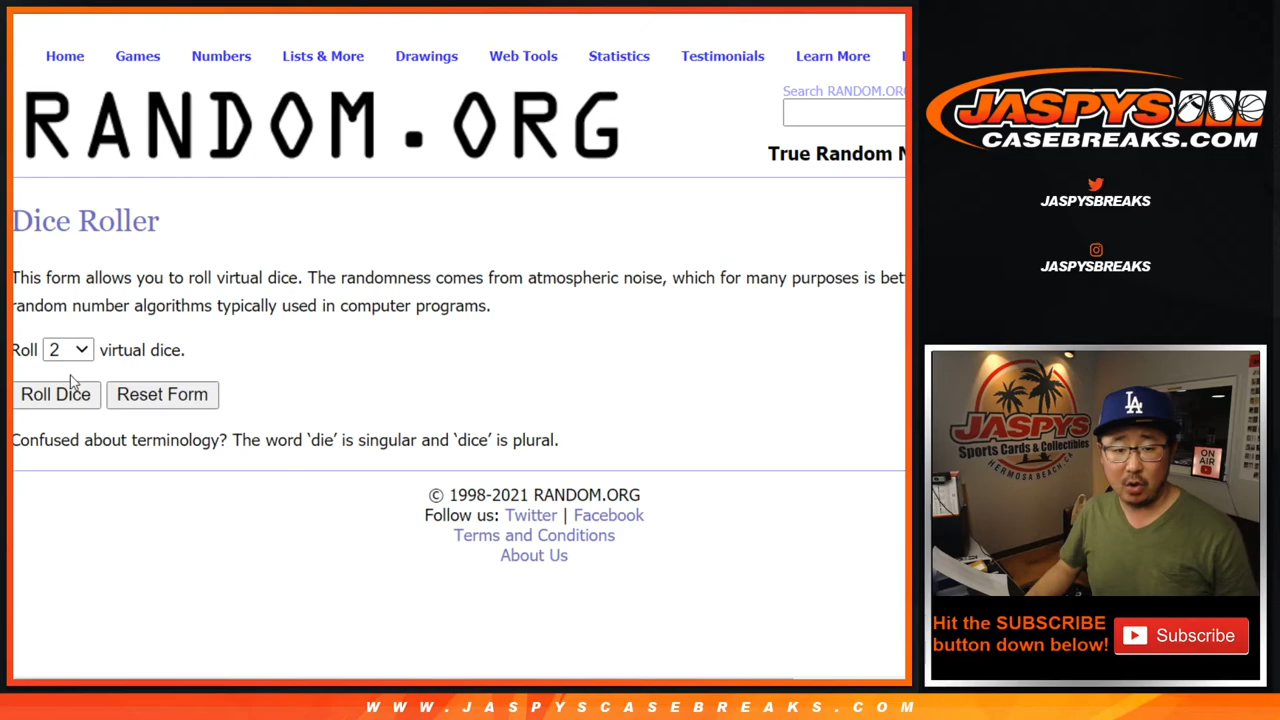 Home Games Numbers Lists & More Drawings Web Tools Statistics Testimonials Learn More
RANDOM.ORG
Search RANDOM.ORG
True Random N
Dice Roller
This form allows you to roll virtual dice. The randomness comes from atmospheric noise, which for many purposes is bet
random number algorithms typically used in computer programs.
Roll 2 virtual dice.
Roll Dice Reset Form
Confused about terminology? The word ‘die’ is singular and ‘dice’ is plural.
© 1998-2021 RANDOM.ORG
Follow us: Twitter | Facebook
Terms and Conditions
About Us
JASPYS
CASEBREAKS.COM
JASPYSBREAKS
JASPYSBREAKS
JASPYS
Sports Cards & Collectibles
HERMOSA BEACH, CA
LA
ON AIR
Hit the SUBSCRIBE
button down below!
Subscribe
WWW.JASPYSCASEBREAKS.COM